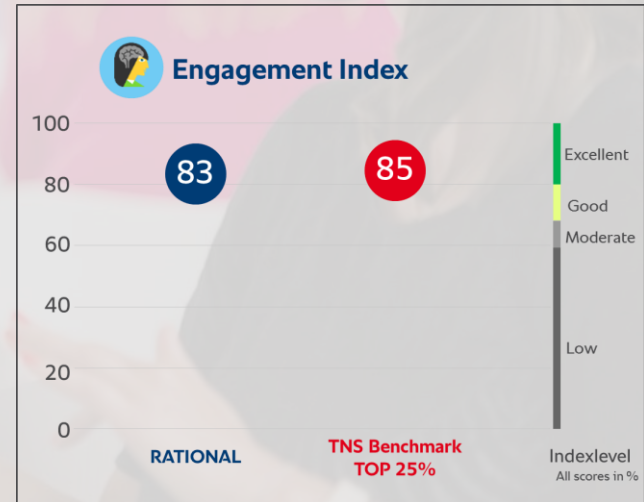 Engagement Index
100
80
60
40
20
0
83
85
Excellent
Good
Moderate
Low
RATIONAL
TNS Benchmark
TOP 25%
Indexlevel
All scores in %